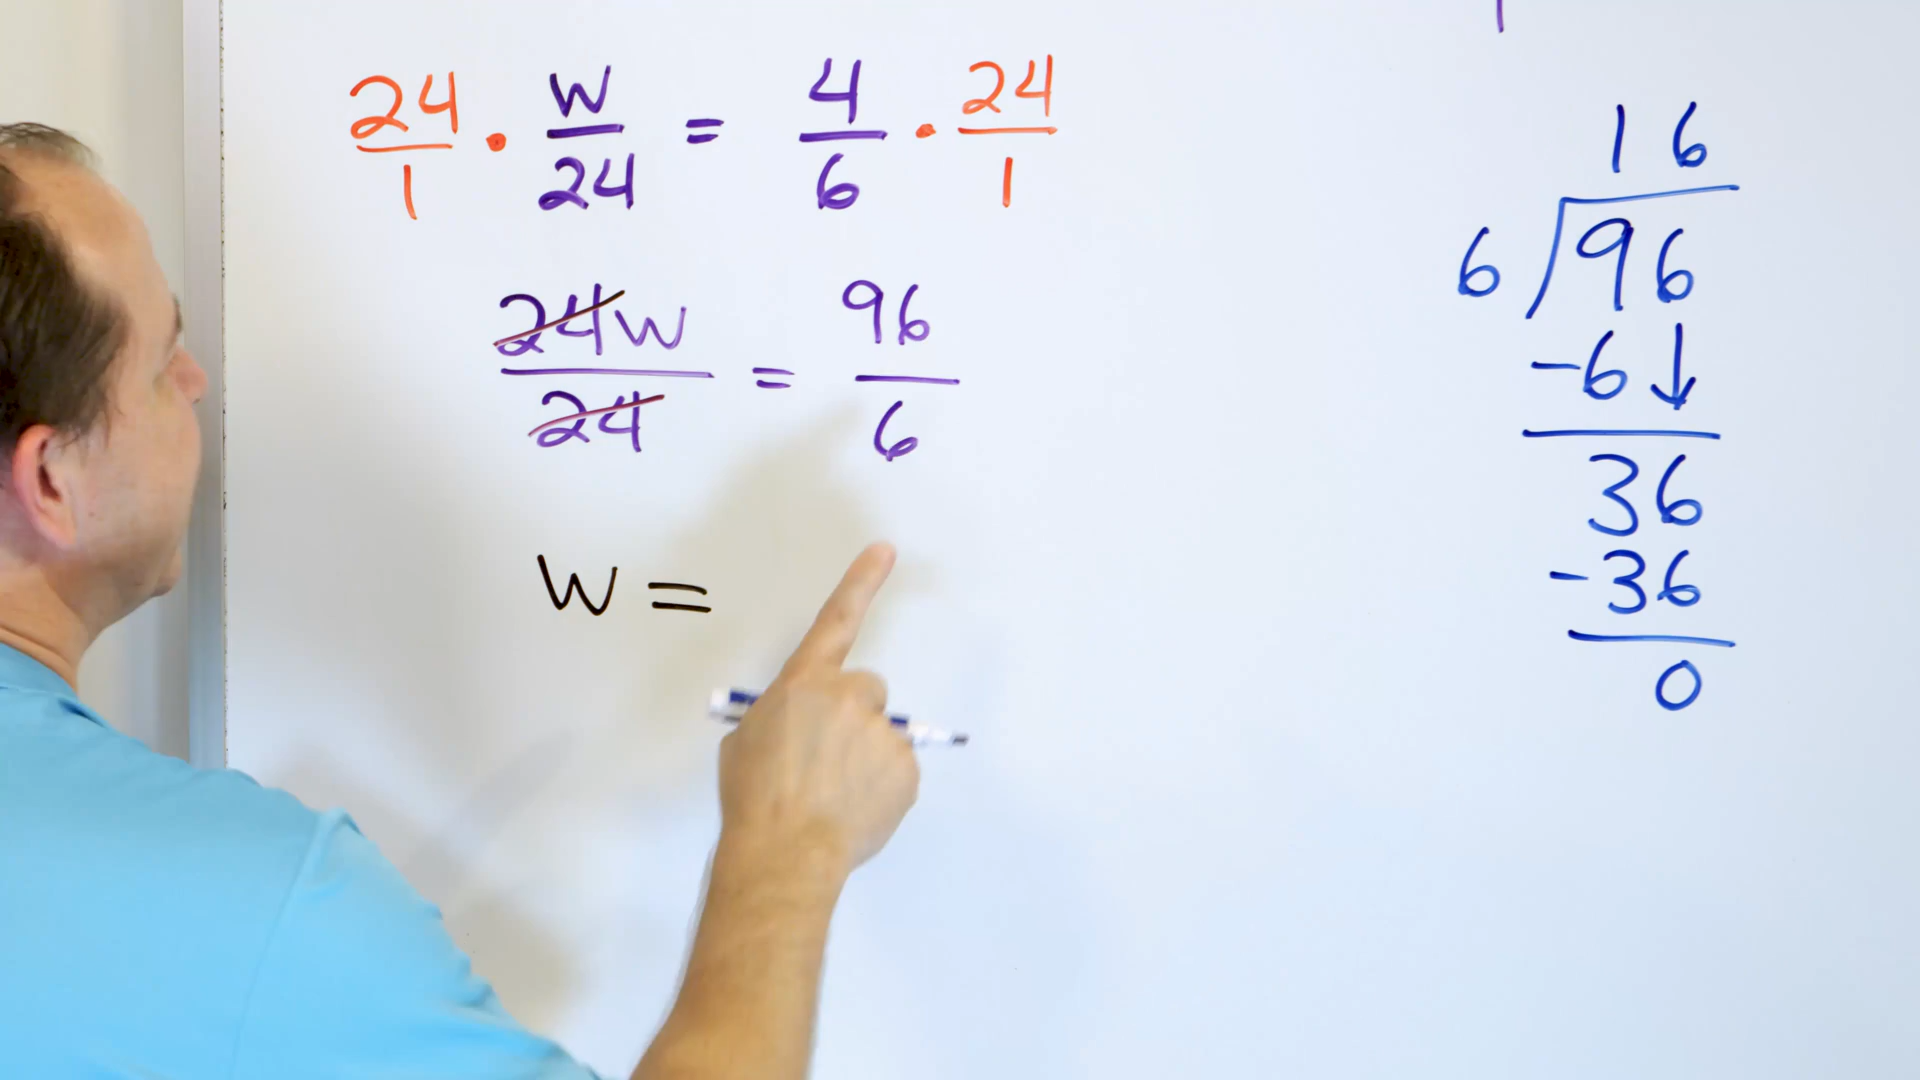 24/1 · w/24 = 4/6 · 24/1
24w/24 = 96/6
w =
16
6 96
-6↓
36
-36
0